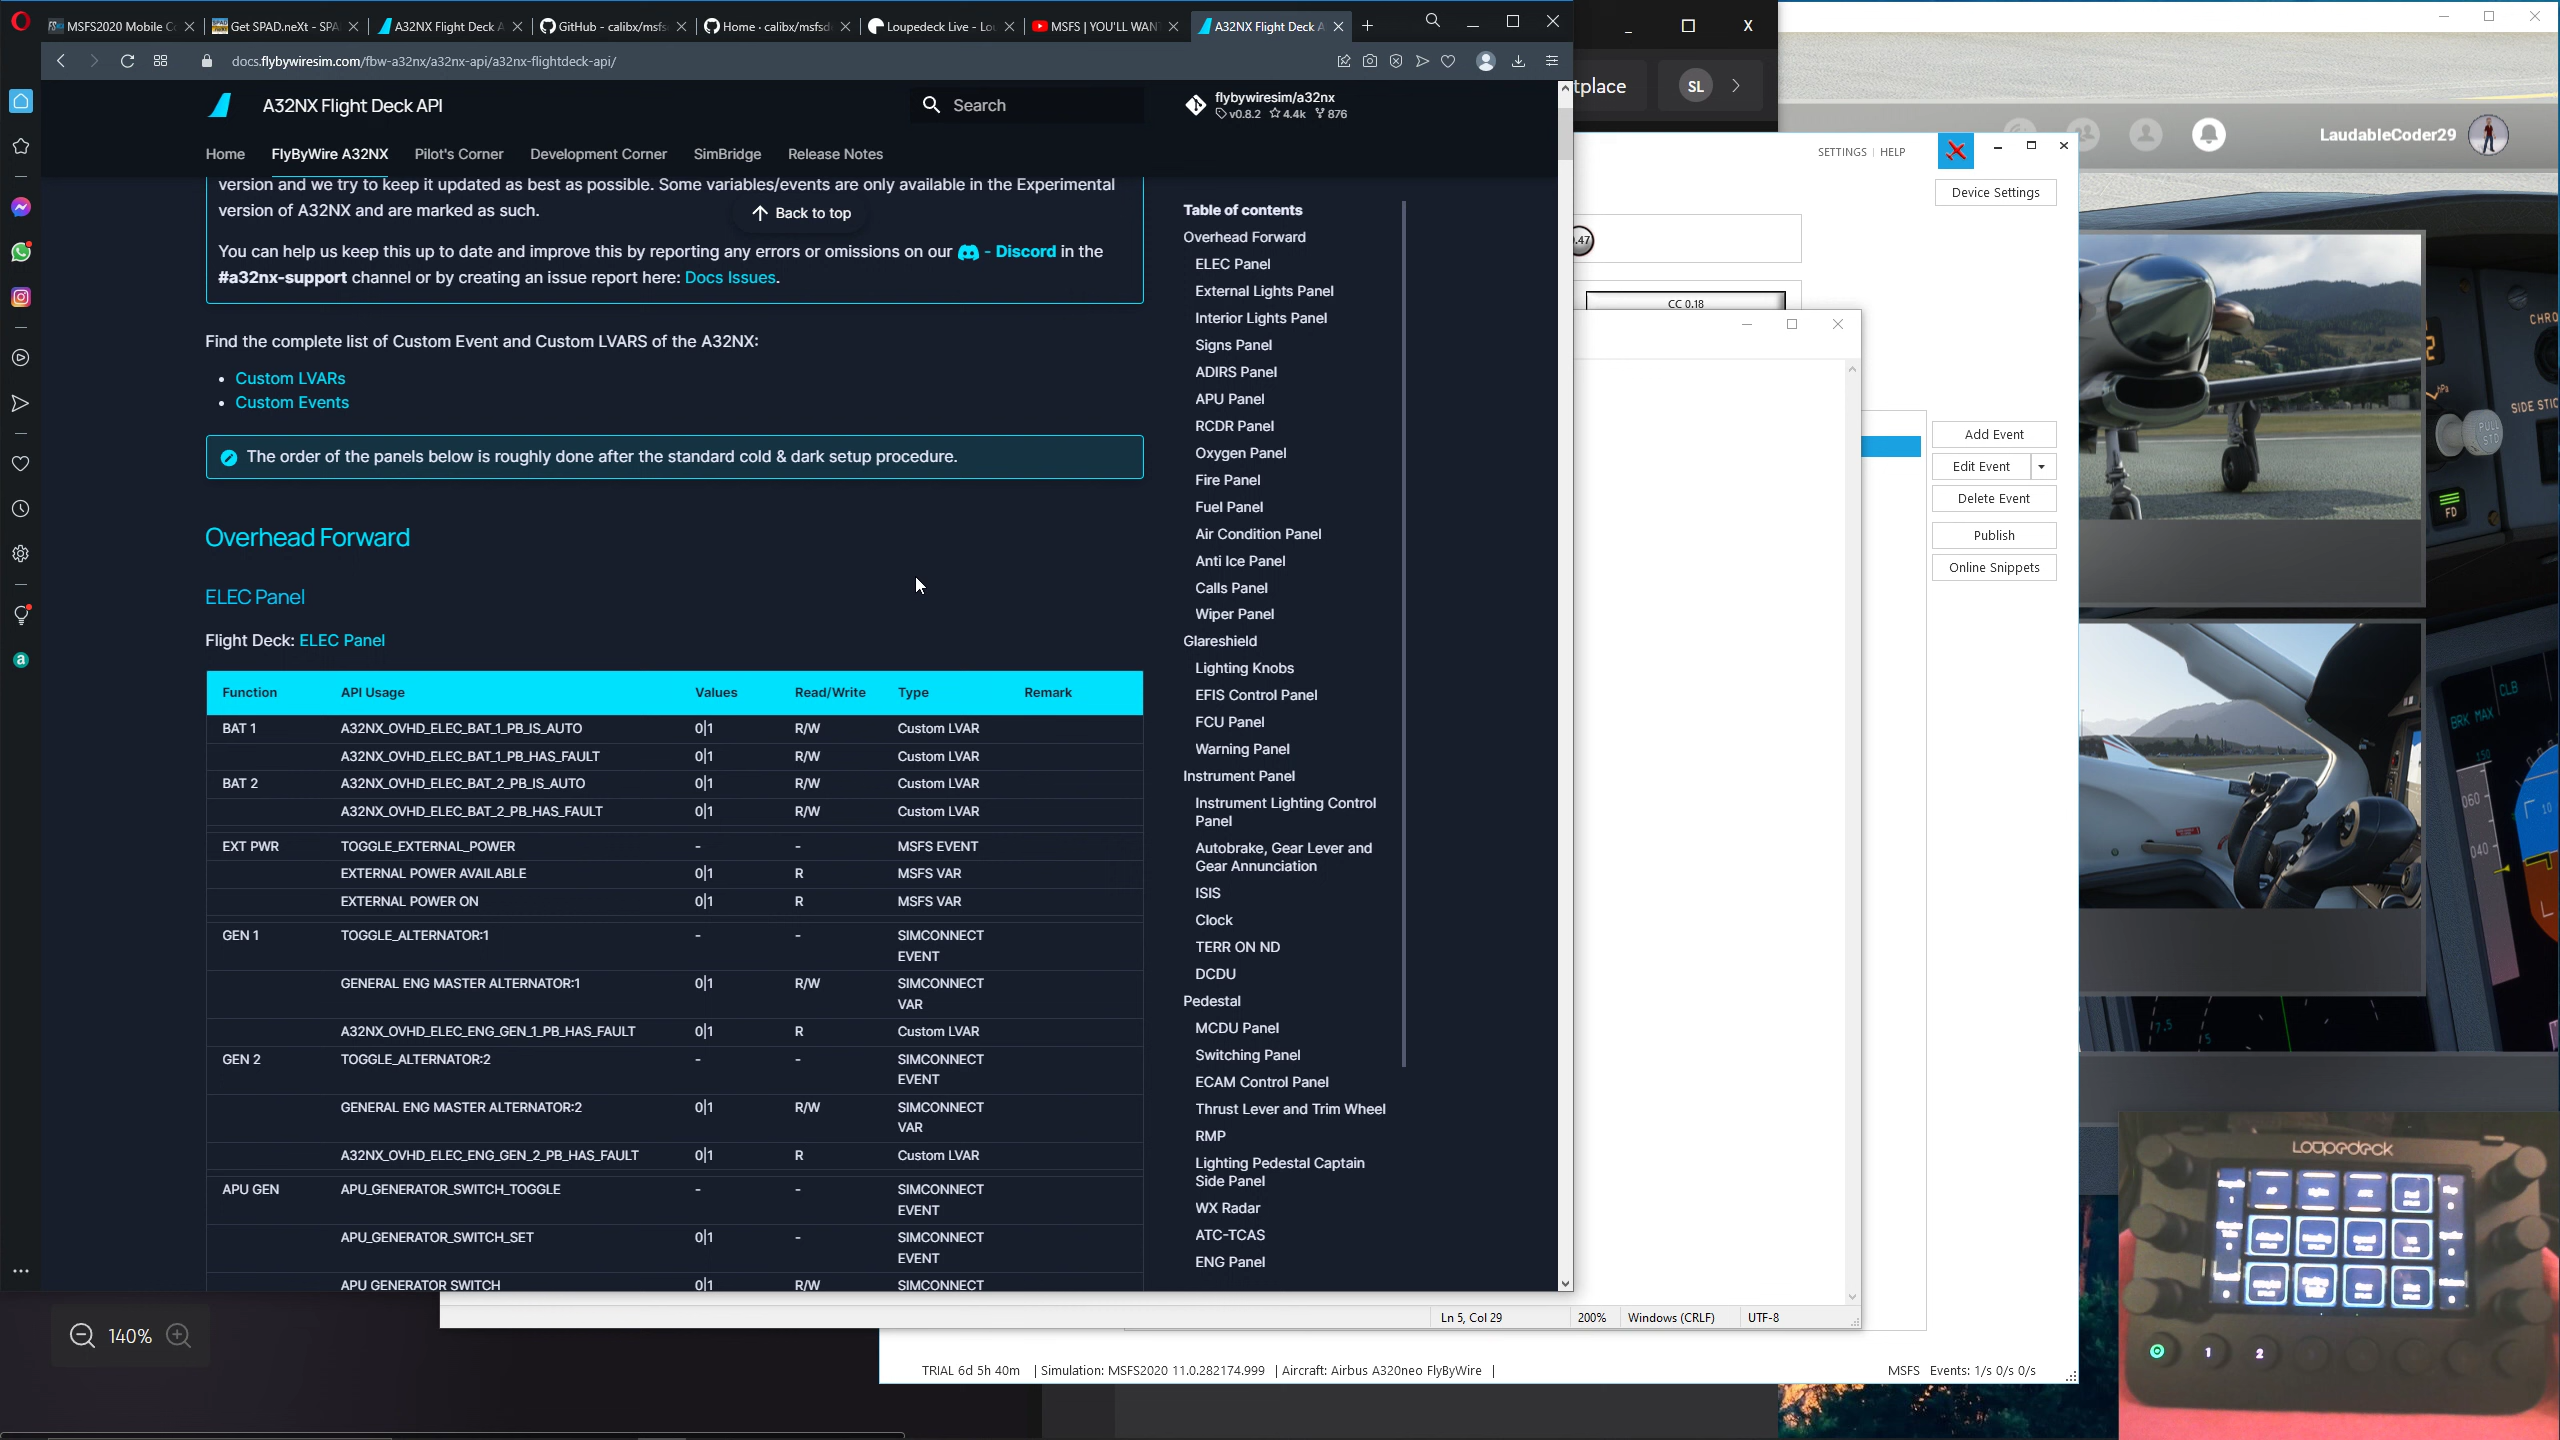 MSFS2020 Mobile C
Get SPAD.neXt - SPA
A32NX Flight Deck A
GitHub - calibx/msfs
Home · calibx/msfsd
Loupedeck Live - Lo
MSFS | YOU'LL WAN
A32NX Flight Deck A
docs.flybywiresim.com/fbw-a32nx/a32nx-api/a32nx-flightdeck-api/
A32NX Flight Deck API
Search
flybywiresim/a32nx
v0.8.2 4.4k 876
Home
FlyByWire A32NX
Pilot's Corner
Development Corner
SimBridge
Release Notes
version and we try to keep it updated as best as possible. Some variables/events are only available in the Experimental
version of A32NX and are marked as such.
Back to top
You can help us keep this up to date and improve this by reporting any errors or omissions on our - Discord in the
#a32nx-support channel or by creating an issue report here: Docs Issues.
Find the complete list of Custom Event and Custom LVARS of the A32NX:
Custom LVARs
Custom Events
The order of the panels below is roughly done after the standard cold & dark setup procedure.
Overhead Forward
ELEC Panel
Flight Deck: ELEC Panel
Function API Usage Values Read/Write Type Remark
BAT 1 A32NX_OVHD_ELEC_BAT_1_PB_IS_AUTO 0|1 R/W Custom LVAR
A32NX_OVHD_ELEC_BAT_1_PB_HAS_FAULT 0|1 R/W Custom LVAR
BAT 2 A32NX_OVHD_ELEC_BAT_2_PB_IS_AUTO 0|1 R/W Custom LVAR
A32NX_OVHD_ELEC_BAT_2_PB_HAS_FAULT 0|1 R/W Custom LVAR
EXT PWR TOGGLE_EXTERNAL_POWER - - MSFS EVENT
EXTERNAL POWER AVAILABLE 0|1 R MSFS VAR
EXTERNAL POWER ON 0|1 R MSFS VAR
GEN 1 TOGGLE_ALTERNATOR:1 - - SIMCONNECT
EVENT
GENERAL ENG MASTER ALTERNATOR:1 0|1 R/W SIMCONNECT
VAR
A32NX_OVHD_ELEC_ENG_GEN_1_PB_HAS_FAULT 0|1 R Custom LVAR
GEN 2 TOGGLE_ALTERNATOR:2 - - SIMCONNECT
EVENT
GENERAL ENG MASTER ALTERNATOR:2 0|1 R/W SIMCONNECT
VAR
A32NX_OVHD_ELEC_ENG_GEN_2_PB_HAS_FAULT 0|1 R Custom LVAR
APU GEN APU_GENERATOR_SWITCH_TOGGLE - - SIMCONNECT
EVENT
APU_GENERATOR_SWITCH_SET 0|1 - SIMCONNECT
EVENT
APU GENERATOR SWITCH 0|1 R/W SIMCONNECT
Table of contents
Overhead Forward
ELEC Panel
External Lights Panel
Interior Lights Panel
Signs Panel
ADIRS Panel
APU Panel
RCDR Panel
Oxygen Panel
Fire Panel
Fuel Panel
Air Condition Panel
Anti Ice Panel
Calls Panel
Wiper Panel
Glareshield
Lighting Knobs
EFIS Control Panel
FCU Panel
Warning Panel
Instrument Panel
Instrument Lighting Control
Panel
Autobrake, Gear Lever and
Gear Annunciation
ISIS
Clock
TERR ON ND
DCDU
Pedestal
MCDU Panel
Switching Panel
ECAM Control Panel
Thrust Lever and Trim Wheel
RMP
Lighting Pedestal Captain
Side Panel
WX Radar
ATC-TCAS
ENG Panel
140%
Ln 5, Col 29
200%
Windows (CRLF)
UTF-8
TRIAL 6d 5h 40m | Simulation: MSFS2020 11.0.282174.999 | Aircraft: Airbus A320neo FlyByWire |
MSFS Events: 1/s 0/s 0/s
tplace
SL
SETTINGS | HELP
Device Settings
.47
CC 0.18
Add Event
Edit Event
Delete Event
Publish
Online Snippets
LaudableCoder29
CHRO
hPa
SIDE STIC
PULL
STD
FD
CLB
BRK MAX
150
060
040
10
7.5
5
Loupedeck
1
2